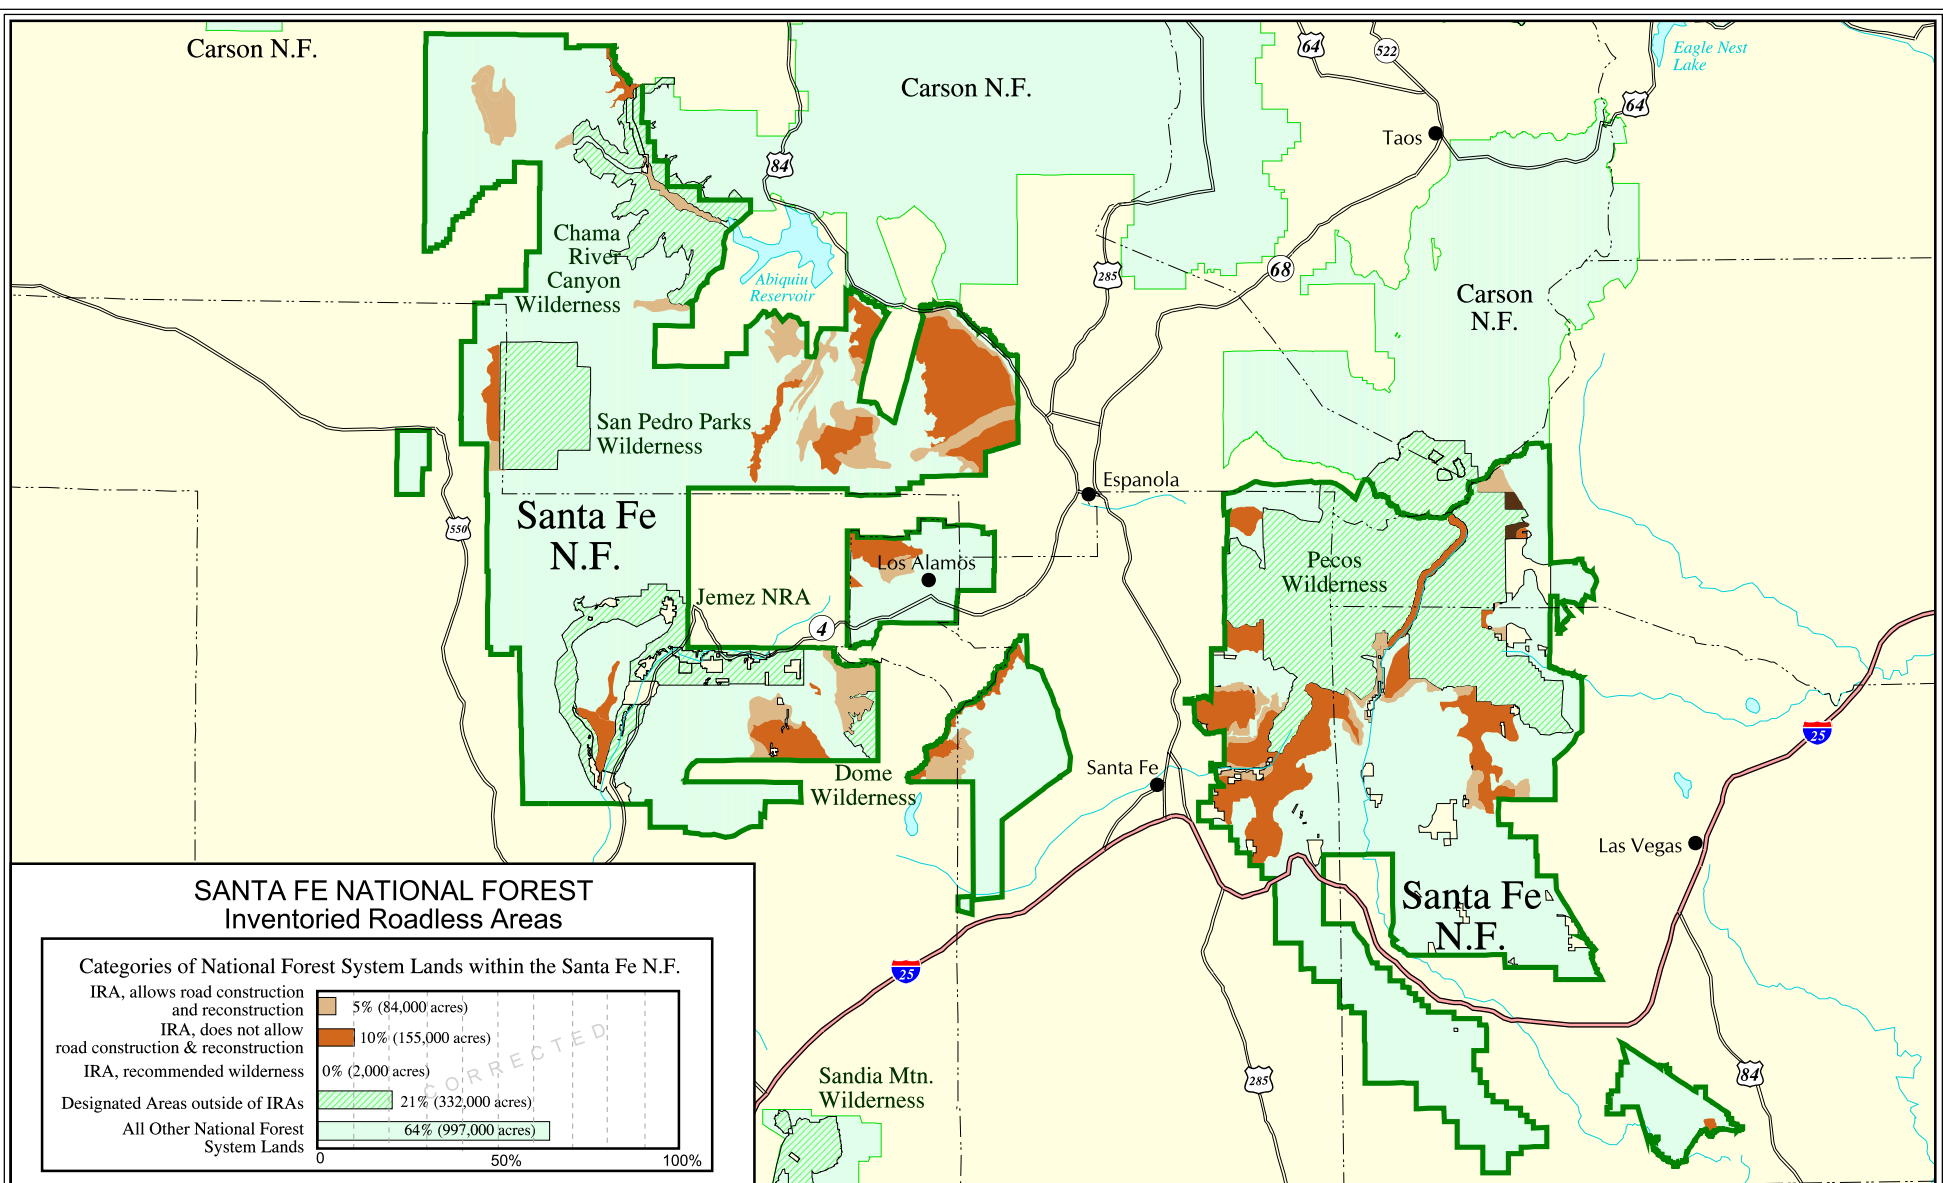 Carson N.F.
Carson N.F.
64
522
Eagle Nest
Lake
64
Taos
84
Chama
River
Canyon
Wilderness
Abiquiu
Reservoir
285
68
Carson
N.F.
San Pedro Parks
Wilderness
Espanola
550
Santa Fe
N.F.
Los Alamos
Pecos
Wilderness
Jemez NRA
4
25
Dome
Wilderness
Santa Fe
Las Vegas
Santa Fe
N.F.
25
285
84
Sandia Mtn.
Wilderness
SANTA FE NATIONAL FOREST
Inventoried Roadless Areas
Categories of National Forest System Lands within the Santa Fe N.F.
IRA, allows road construction
and reconstruction
5% (84,000 acres)
IRA, does not allow
road construction & reconstruction
10% (155,000 acres)
IRA, recommended wilderness
0% (2,000 acres)
Designated Areas outside of IRAs
21% (332,000 acres)
All Other National Forest
System Lands
64% (997,000 acres)
0 50% 100%
CORRECTED